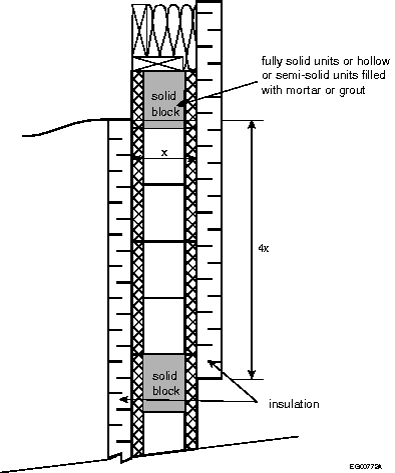 fully solid units or hollow
or semi-solid units filled
with mortar or grout
solid
block
x
4x
solid
block
insulation
EG00772A